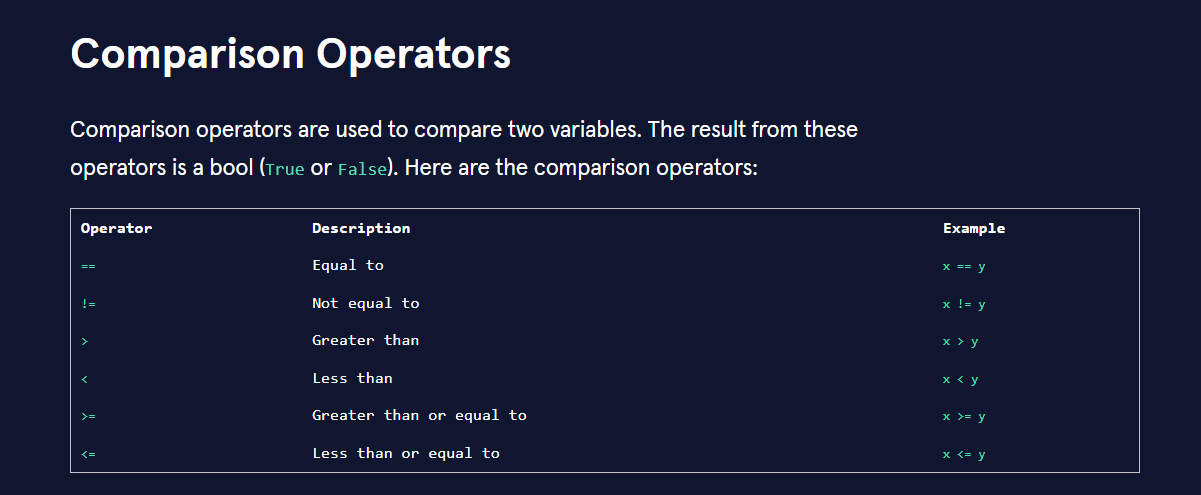 Comparison Operators
Comparison operators are used to compare two variables. The result from these
operators is a bool (True or False). Here are the comparison operators:
Operator Description Example
== Equal to x == y
!= Not equal to x != y
> Greater than x > y
< Less than x < y
>= Greater than or equal to x >= y
<= Less than or equal to x <= y